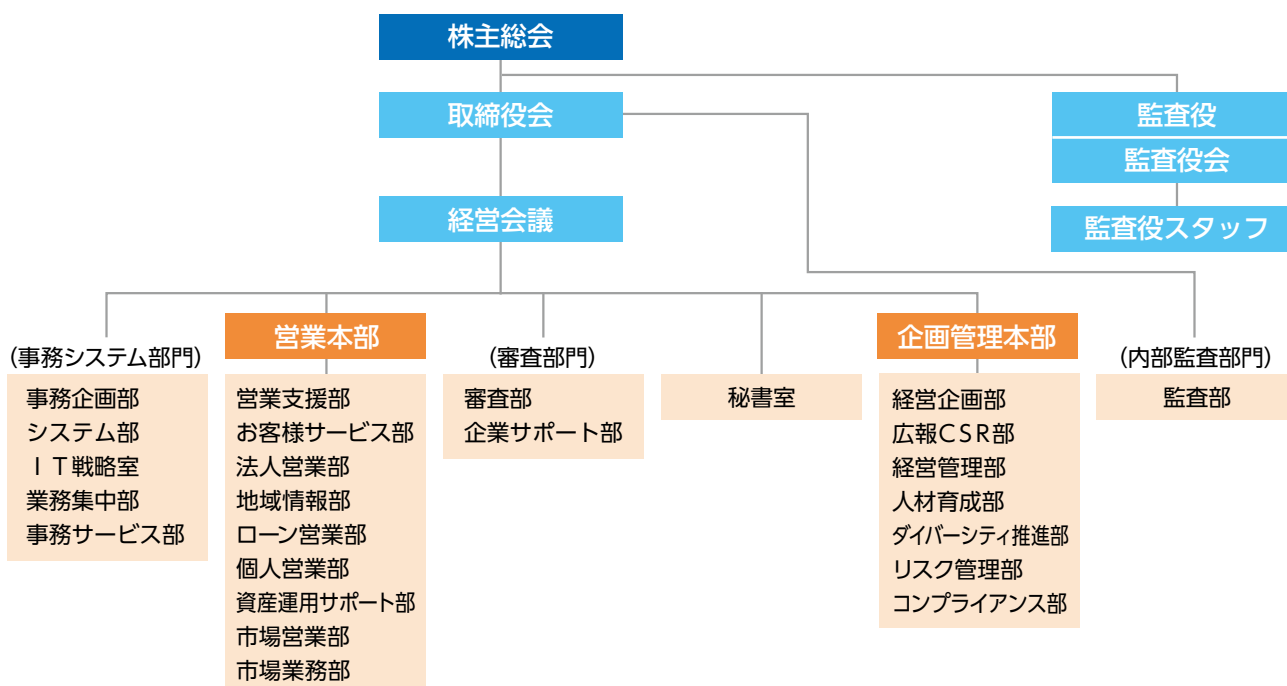 株主総会
取締役会
監査役
監査役会
経営会議
監査役スタッフ
(事務システム部門)
事務企画部
システム部
IT戦略室
業務集中部
事務サービス部
営業本部
営業支援部
お客様サービス部
法人営業部
地域情報部
ローン営業部
個人営業部
資産運用サポート部
市場営業部
市場業務部
(審査部門)
審査部
企業サポート部
秘書室
企画管理本部
経営企画部
広報CSR部
経営管理部
人材育成部
ダイバーシティ推進部
リスク管理部
コンプライアンス部
(内部監査部門)
監査部